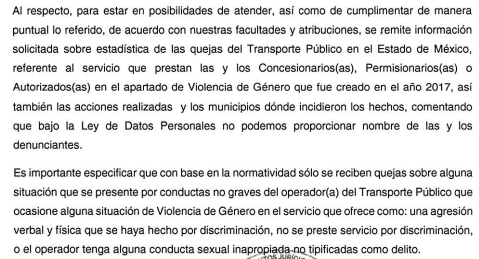 Al respecto, para estar en posibilidades de atender, así como de cumplimentar de manera
puntual lo referido, de acuerdo con nuestras facultades y atribuciones, se remite información
solicitada sobre estadística de las quejas del Transporte Público en el Estado de México,
referente al servicio que prestan las y los Concesionarios(as), Permisionarios(as) o
Autorizados(as) en el apartado de Violencia de Género que fue creado en el año 2017, así
también las acciones realizadas y los municipios dónde incidieron los hechos, comentando
que bajo la Ley de Datos Personales no podemos proporcionar nombre de las y los
denunciantes.
Es importante especificar que con base en la normatividad sólo se reciben quejas sobre alguna
situación que se presente por conductas no graves del operador(a) del Transporte Público que
ocasione alguna situación de Violencia de Género en el servicio que ofrece como: una agresión
verbal y física que se haya hecho por discriminación, no se preste servicio por discriminación,
o el operador tenga alguna conducta sexual inapropiada no tipificadas como delito.